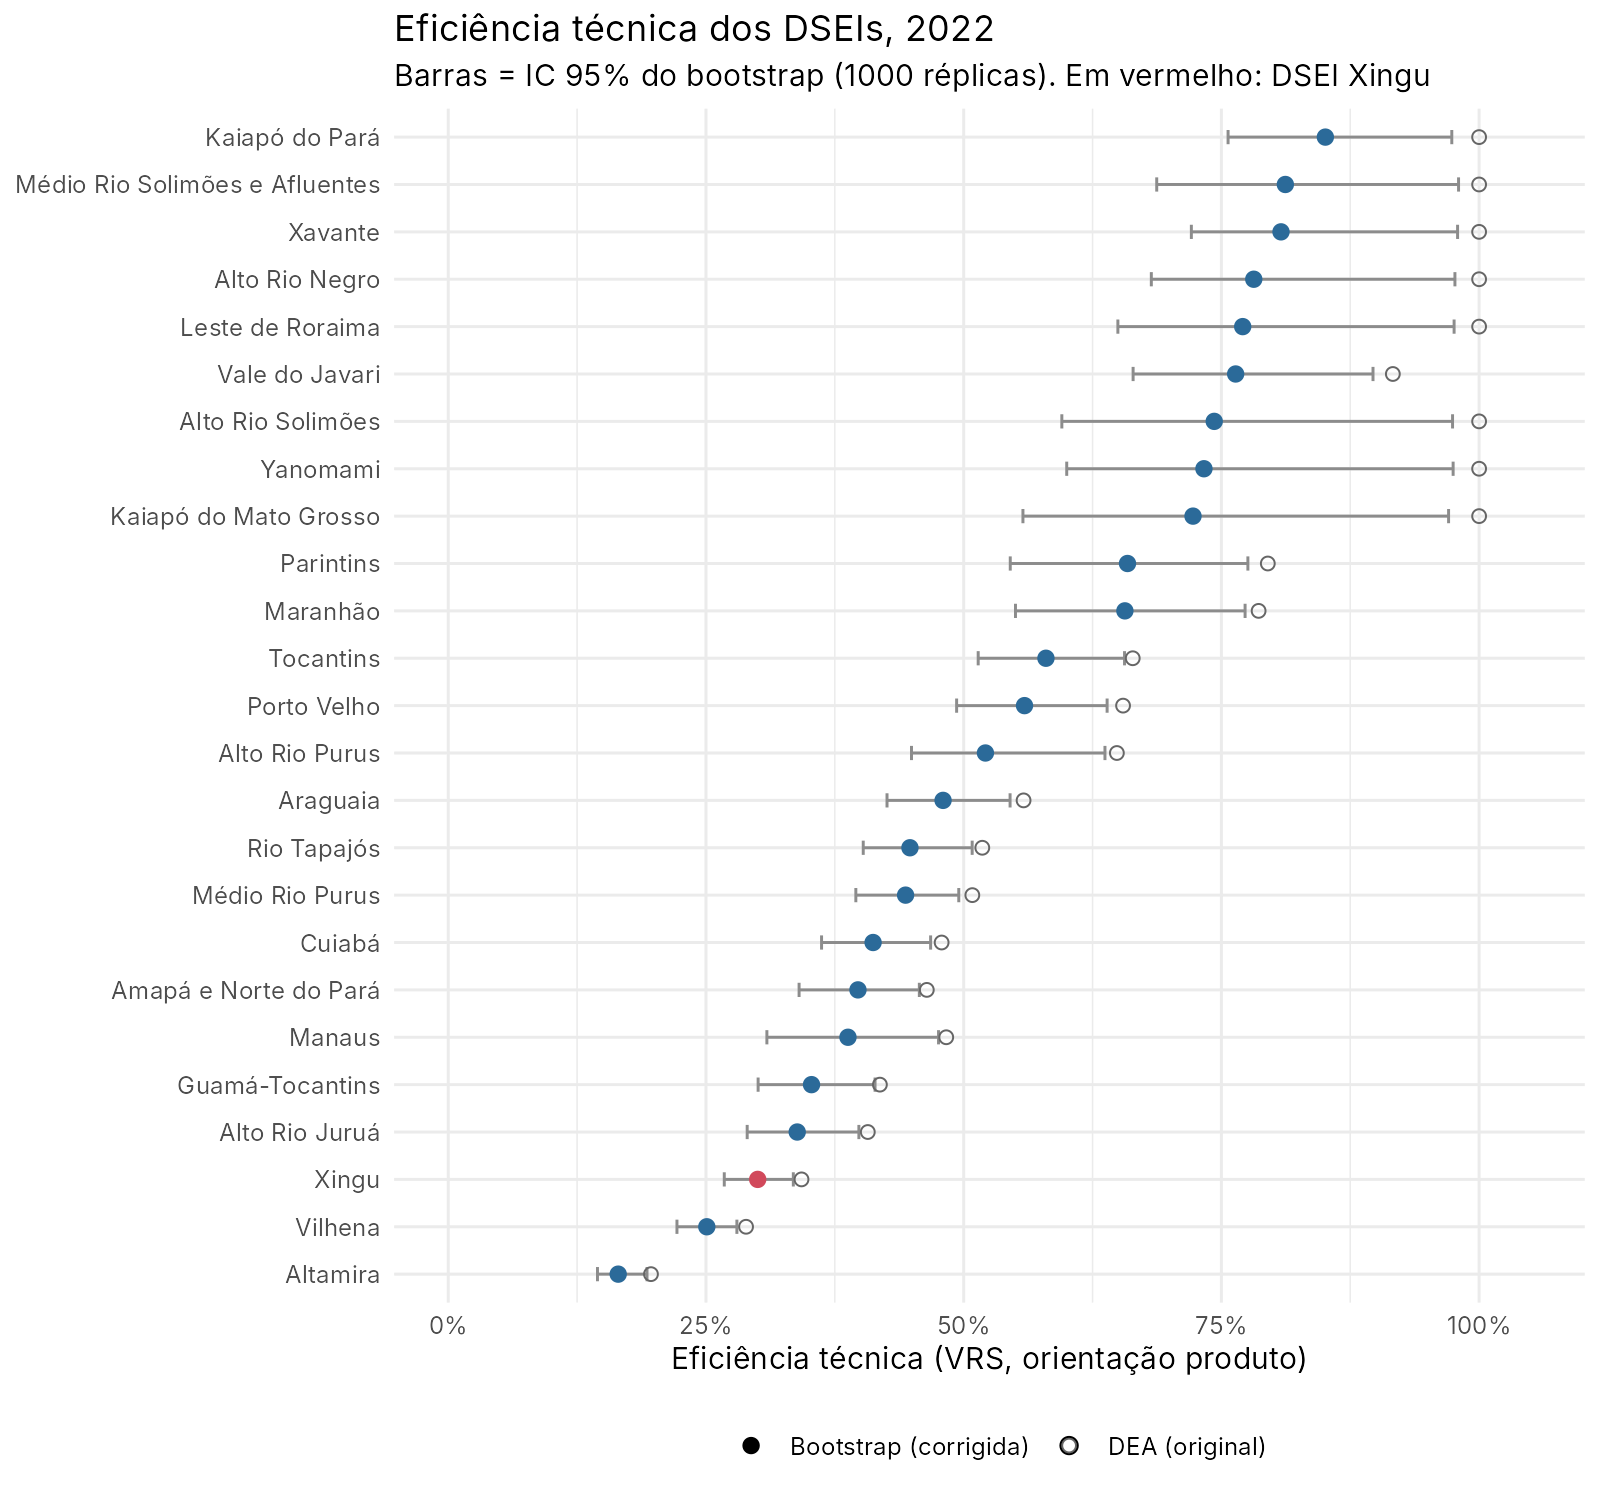 Eficiência técnica dos DSEIs, 2022
Barras = IC 95% do bootstrap (1000 réplicas). Em vermelho: DSEI Xingu
Kaiapó do Pará
Médio Rio Solimões e Afluentes
Xavante
Alto Rio Negro
Leste de Roraima
Vale do Javari
Alto Rio Solimões
Yanomami
Kaiapó do Mato Grosso
Parintins
Maranhão
Tocantins
Porto Velho
Alto Rio Purus
Araguaia
Rio Tapajós
Médio Rio Purus
Cuiabá
Amapá e Norte do Pará
Manaus
Guamá-Tocantins
Alto Rio Juruá
Xingu
Vilhena
Altamira
0% 25% 50% 75% 100%
Eficiência técnica (VRS, orientação produto)
Bootstrap (corrigida) DEA (original)